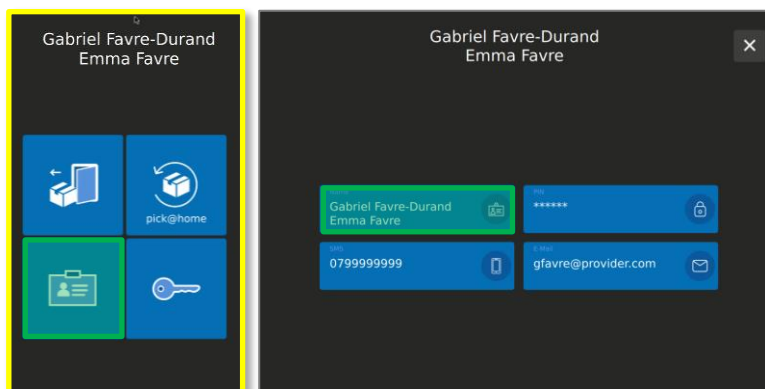 Gabriel Favre-Durand
Emma Favre
pick@home
Gabriel Favre-Durand
Emma Favre
×
Name
Gabriel Favre-Durand
Emma Favre
PIN
******
SMS
0799999999
E-Mail
gfavre@provider.com